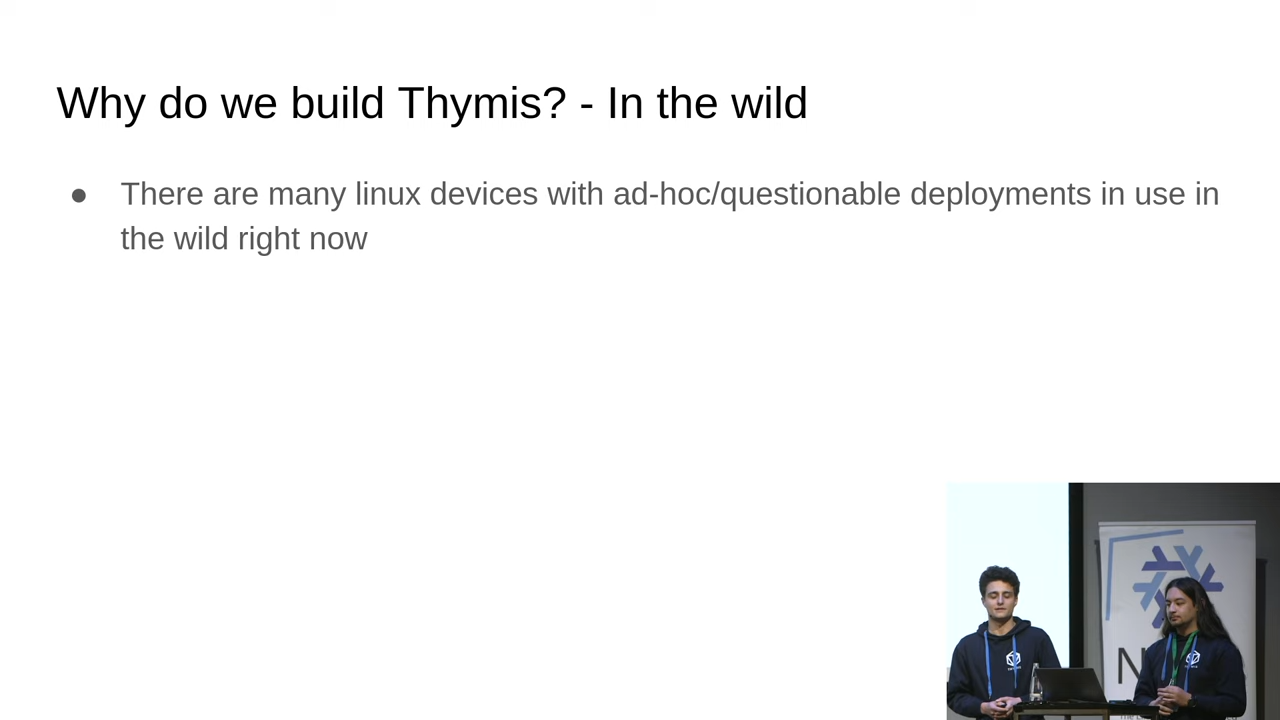 Why do we build Thymis? - In the wild
● There are many linux devices with ad-hoc/questionable deployments in use in
the wild right now
N